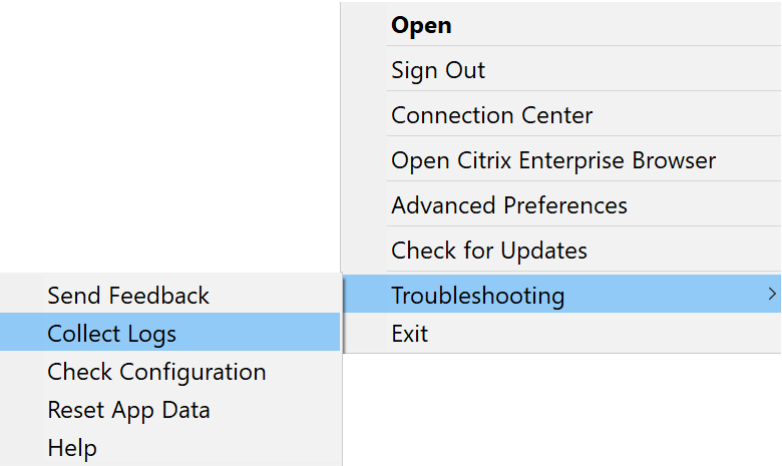 Open
Sign Out
Connection Center
Open Citrix Enterprise Browser
Advanced Preferences
Check for Updates
Troubleshooting
Exit
Send Feedback
Collect Logs
Check Configuration
Reset App Data
Help